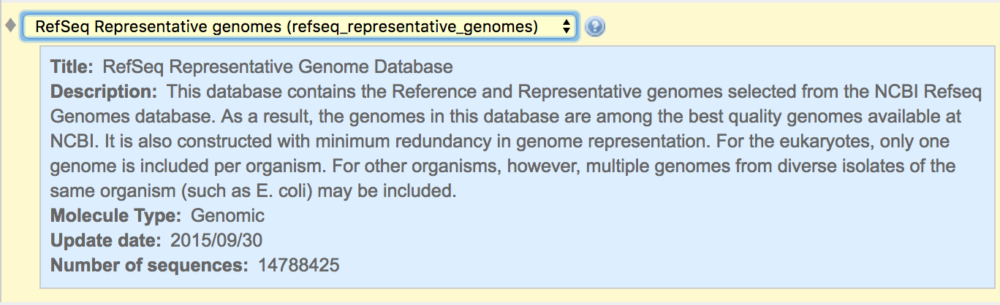 RefSeq Representative genomes (refseq_representative_genomes)
Title: RefSeq Representative Genome Database
Description: This database contains the Reference and Representative genomes selected from the NCBI Refseq
Genomes database. As a result, the genomes in this database are among the best quality genomes available at
NCBI. It is also constructed with minimum redundancy in genome representation. For the eukaryotes, only one
genome is included per organism. For other organisms, however, multiple genomes from diverse isolates of the
same organism (such as E. coli) may be included.
Molecule Type: Genomic
Update date: 2015/09/30
Number of sequences: 14788425